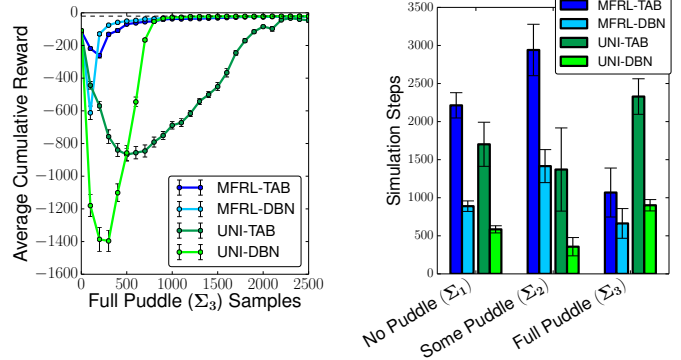 0
−200
−400
−600
−800
−1000
−1200
−1400
−1600
0 500 1000 1500 2000 2500
Average Cumulative Reward
Full Puddle (Σ₃) Samples
MFRL-TAB
MFRL-DBN
UNI-TAB
UNI-DBN
3500
3000
2500
2000
1500
1000
500
0
Simulation Steps
No Puddle (Σ₁)
Some Puddle (Σ₂)
Full Puddle (Σ₃)
MFRL-TAB
MFRL-DBN
UNI-TAB
UNI-DBN